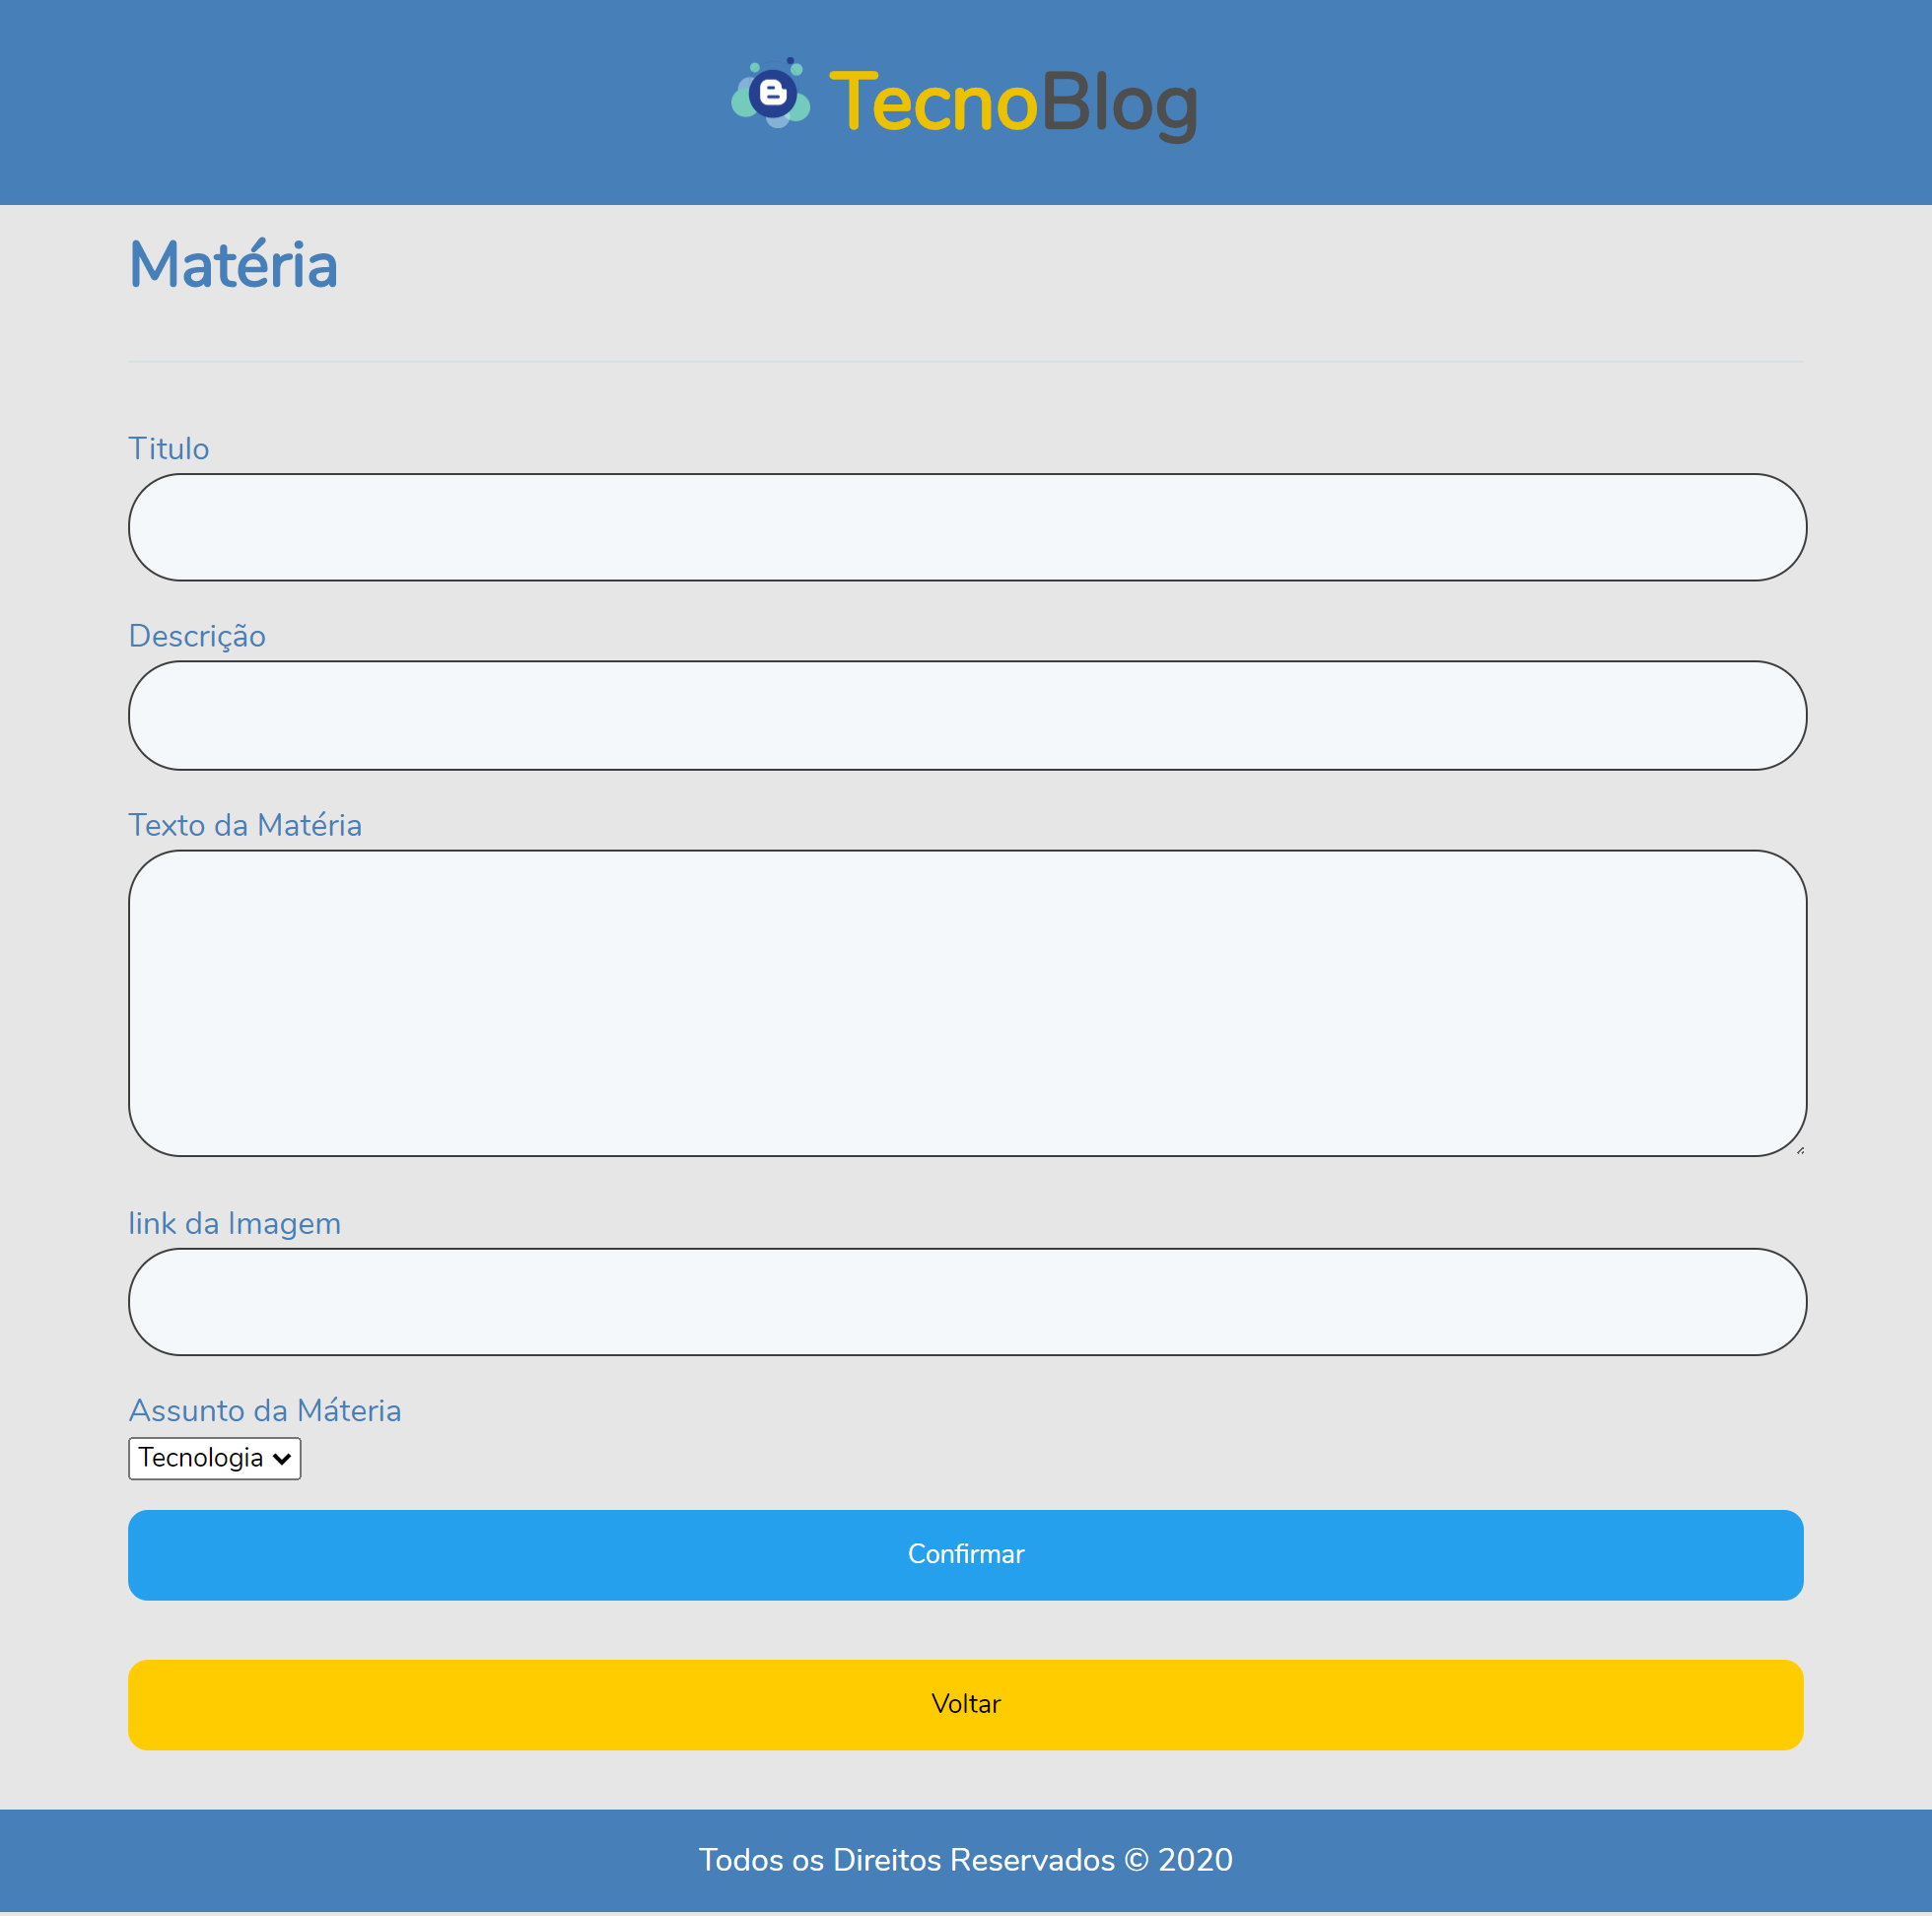 TecnoBlog
Matéria
Titulo
Descrição
Texto da Matéria
link da Imagem
Assunto da Máteria
Tecnologia
Confirmar
Voltar
Todos os Direitos Reservados © 2020